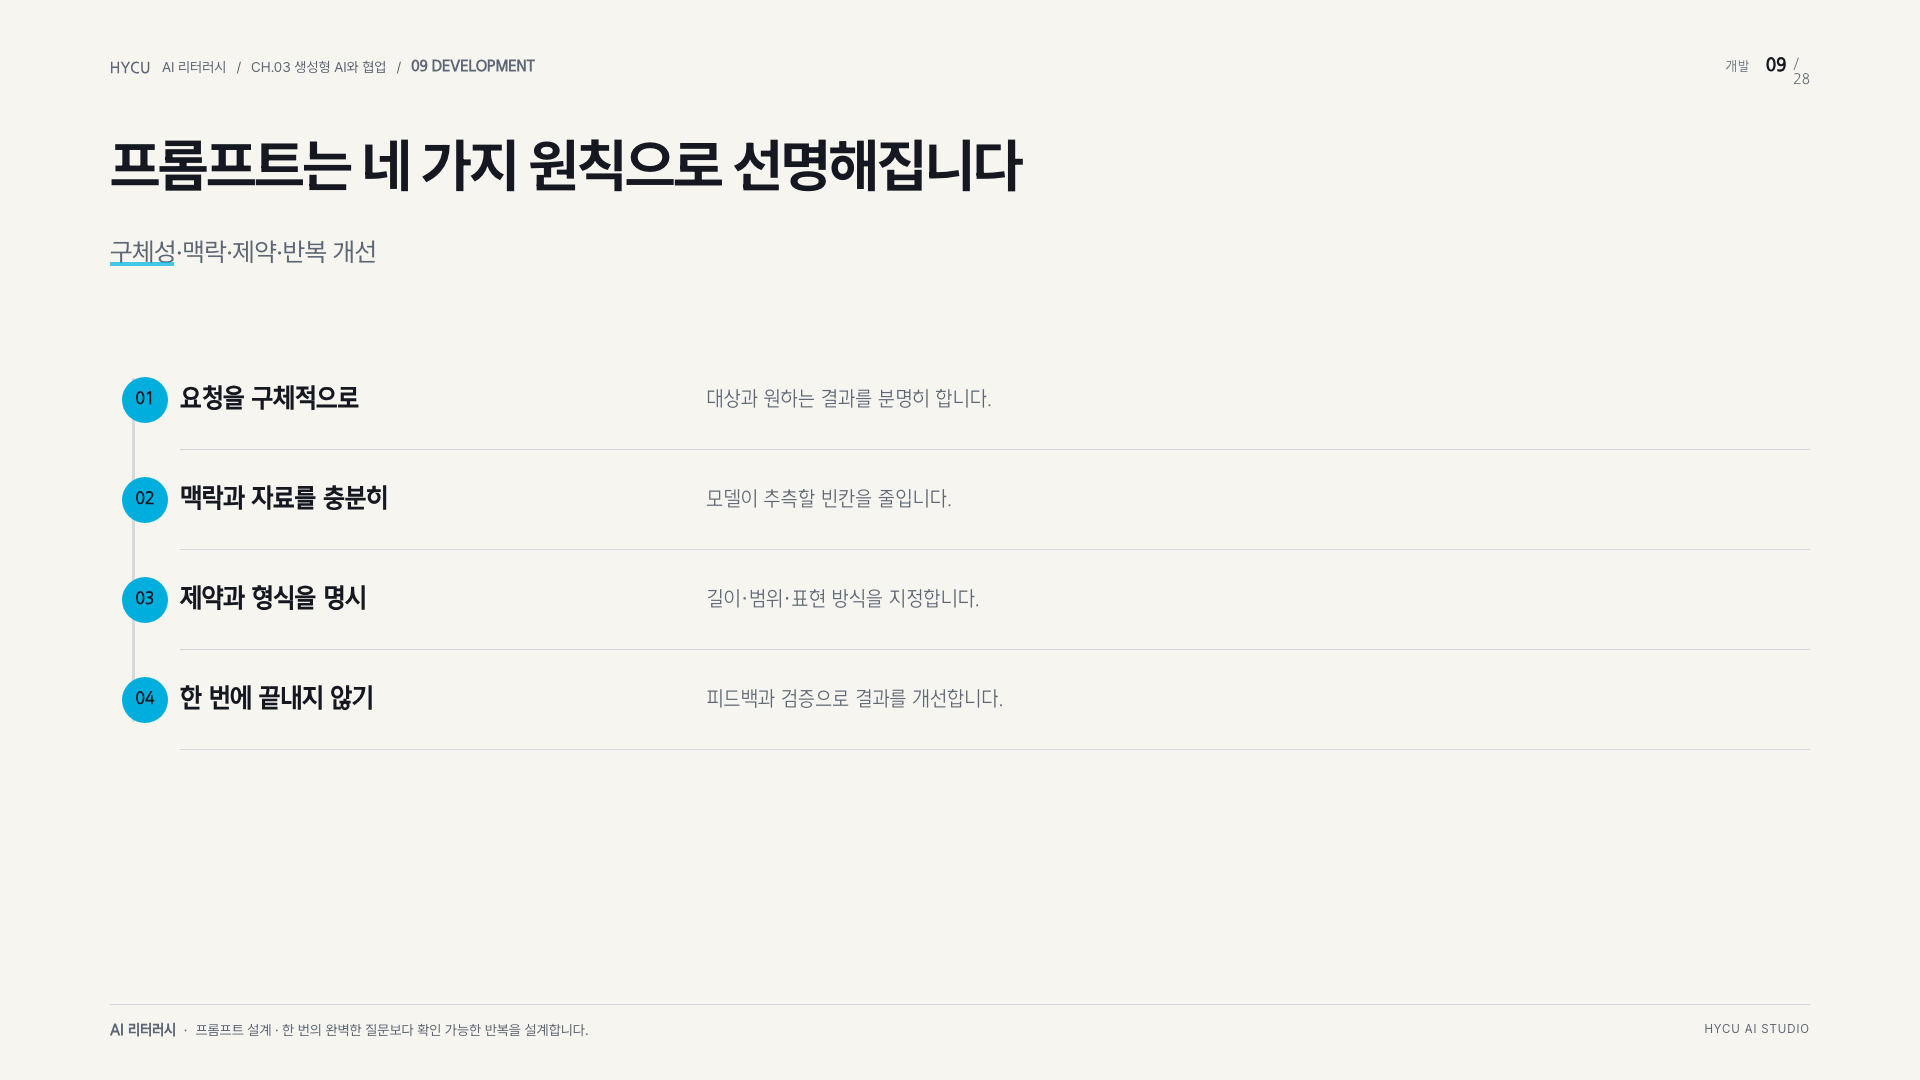 HYCU AI 리터러시 / CH.03 생성형 AI와 협업 / 09 DEVELOPMENT
개발 09 / 28
프롬프트는 네 가지 원칙으로 선명해집니다
구체성·맥락·제약·반복 개선
01 요청을 구체적으로 대상과 원하는 결과를 분명히 합니다.
02 맥락과 자료를 충분히 모델이 추측할 빈칸을 줄입니다.
03 제약과 형식을 명시 길이·범위·표현 방식을 지정합니다.
04 한 번에 끝내지 않기 피드백과 검증으로 결과를 개선합니다.
AI 리터러시 · 프롬프트 설계 · 한 번의 완벽한 질문보다 확인 가능한 반복을 설계합니다.
HYCU AI STUDIO